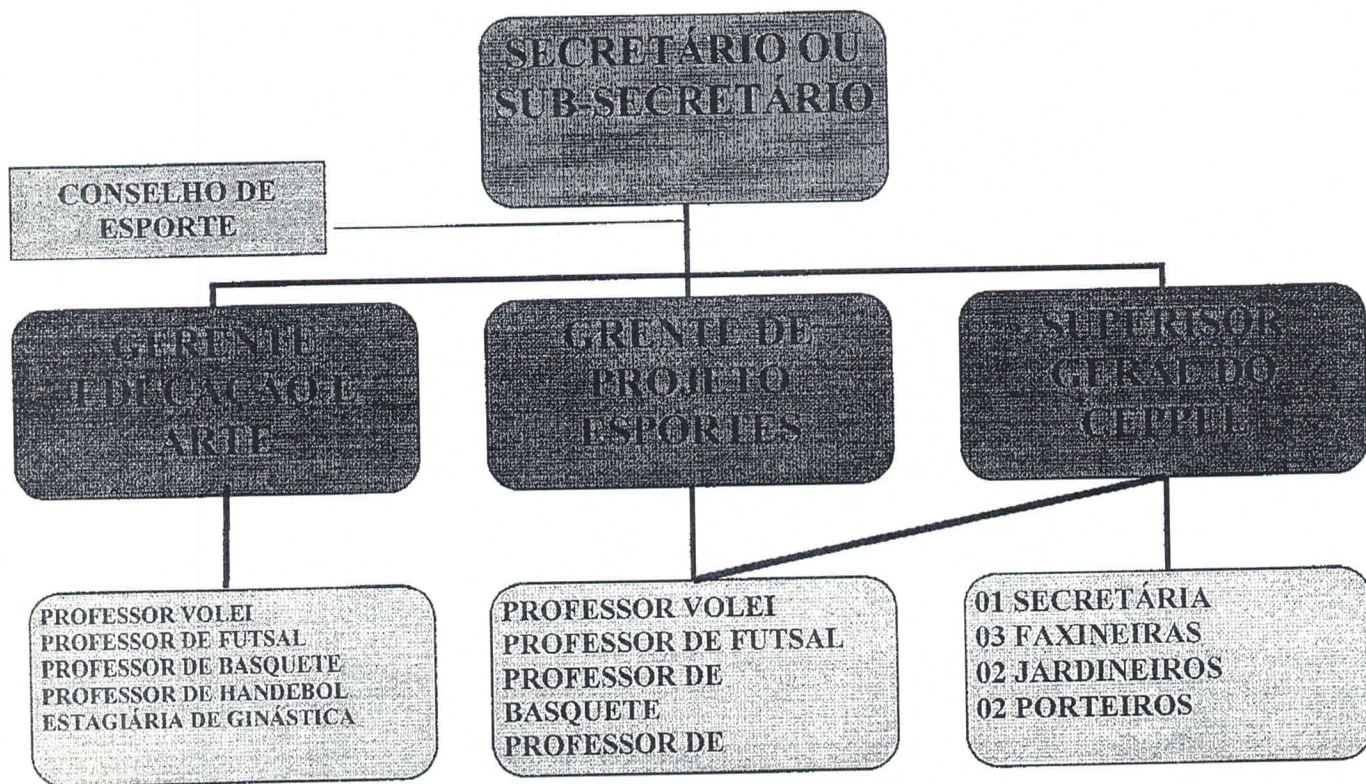 SECRETÁRIO OU
SUB-SECRETÁRIO
CONSELHO DE
ESPORTE
GERENTE
EDUCAÇÃO E
ARTE
GRENTE DE
PROJETO
ESPORTES
SUPERISOR
GERAL DO
PROFESSOR VOLEI
PROFESSOR DE FUTSAL
PROFESSOR DE BASQUETE
PROFESSOR DE HANDEBOL
ESTAGIÁRIA DE GINÁSTICA
PROFESSOR VOLEI
PROFESSOR DE FUTSAL
PROFESSOR DE
BASQUETE
PROFESSOR DE
01 SECRETÁRIA
03 FAXINEIRAS
02 JARDINEIROS
02 PORTEIROS